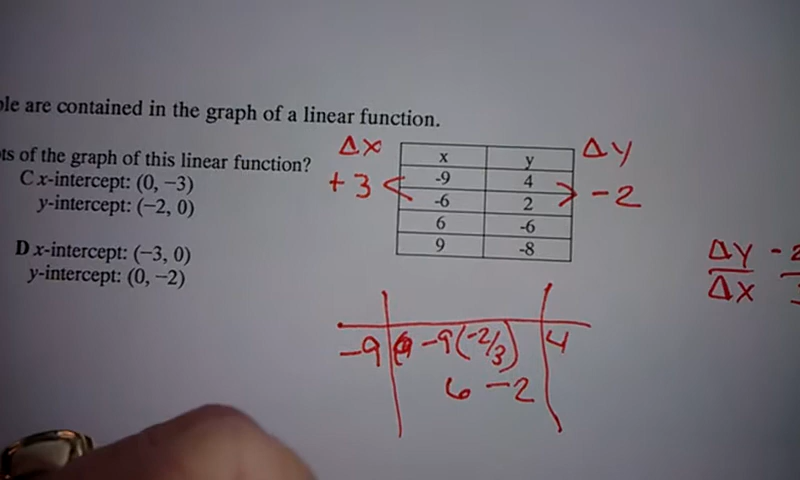 are contained in the graph of a linear function.
of the graph of this linear function?
C x-intercept: (0, −3)
y-intercept: (−2, 0)
D x-intercept: (−3, 0)
y-intercept: (0, −2)
Δx
Δy
x y
-9 4
-6 2
6 -6
9 -8
+3 <
> -2
Δy
Δx
-9 -9(-2/3) 4
6 -2